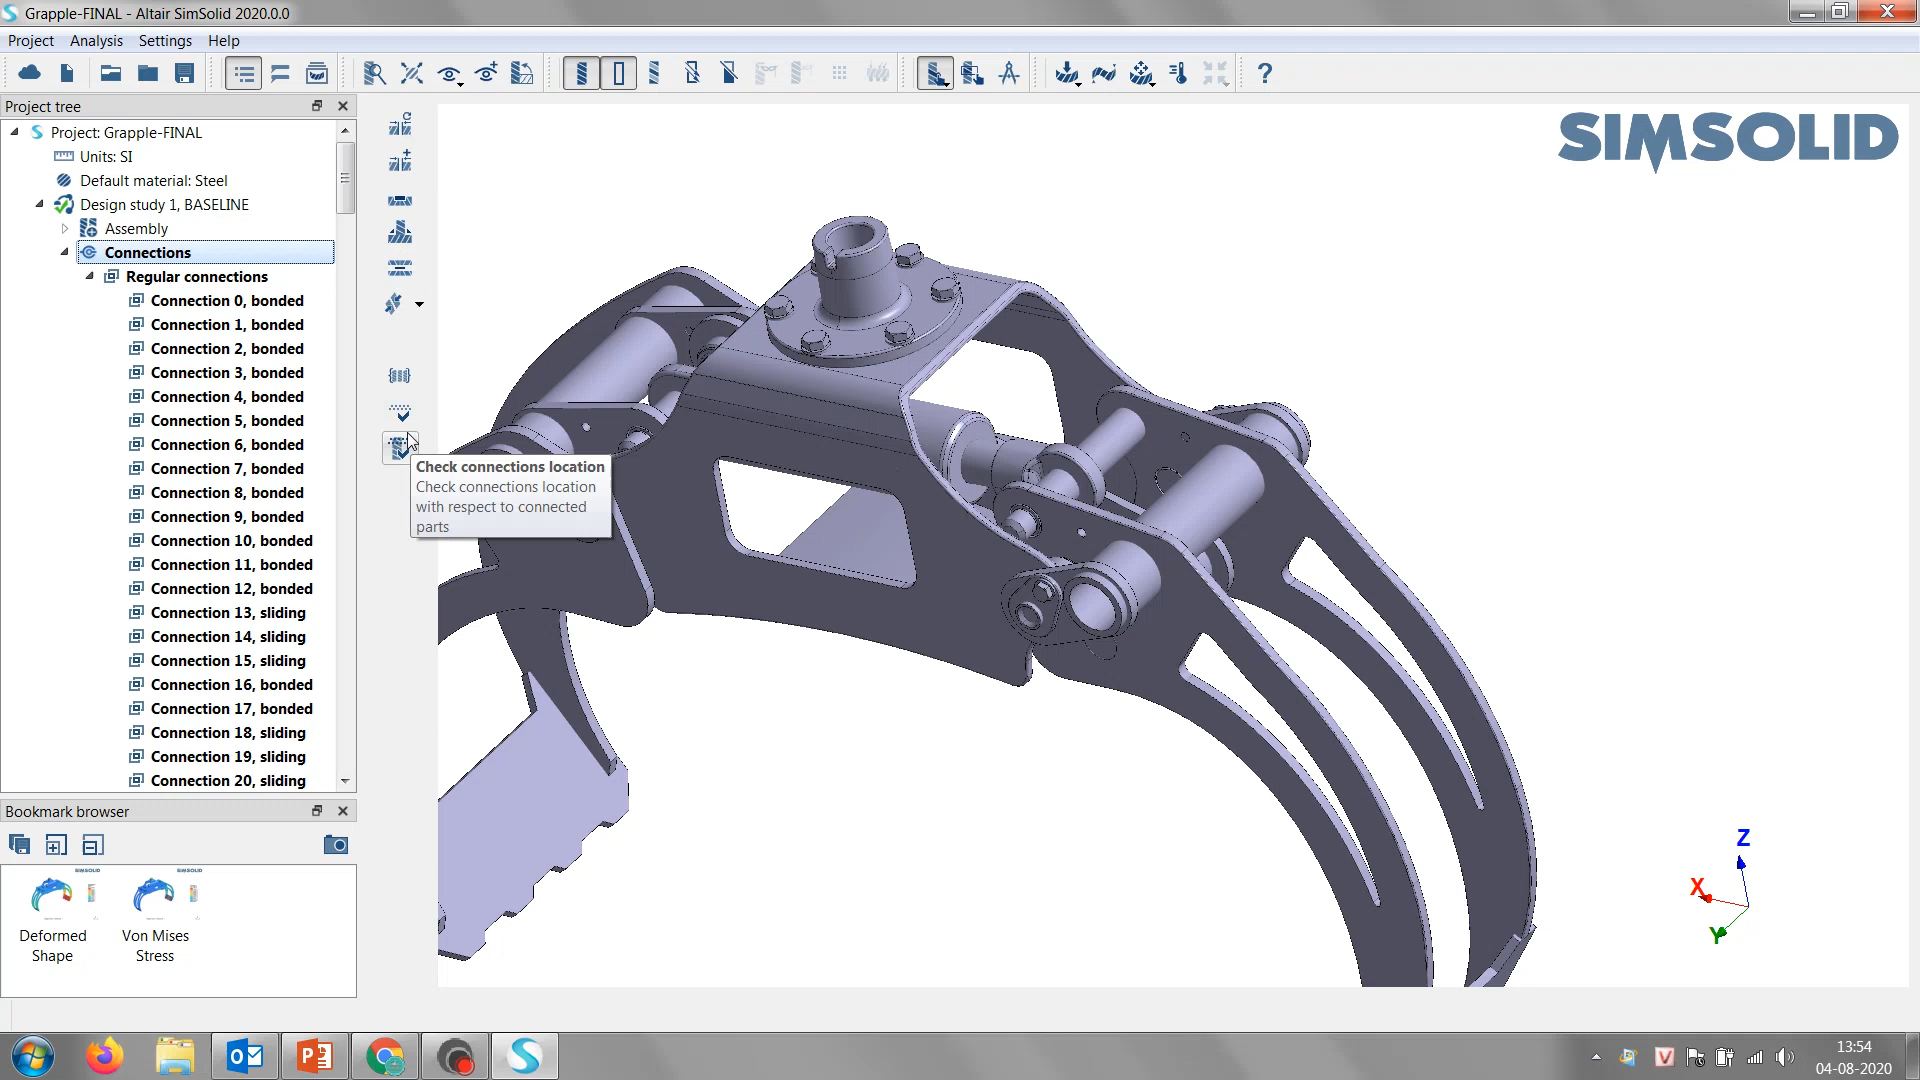 Grapple-FINAL - Altair SimSolid 2020.0.0
Project Analysis Settings Help
Project tree
Project: Grapple-FINAL
Units: SI
Default material: Steel
Design study 1, BASELINE
Assembly
Connections
Regular connections
Connection 0, bonded
Connection 1, bonded
Connection 2, bonded
Connection 3, bonded
Connection 4, bonded
Connection 5, bonded
Connection 6, bonded
Connection 7, bonded
Connection 8, bonded
Connection 9, bonded
Connection 10, bonded
Connection 11, bonded
Connection 12, bonded
Connection 13, sliding
Connection 14, sliding
Connection 15, sliding
Connection 16, bonded
Connection 17, bonded
Connection 18, sliding
Connection 19, sliding
Connection 20, sliding
Bookmark browser
Deformed
Shape
Von Mises
Stress
Check connections location
Check connections location
with respect to connected
parts
SIMSOLID
Z
X
Y
13:54
04-08-2020